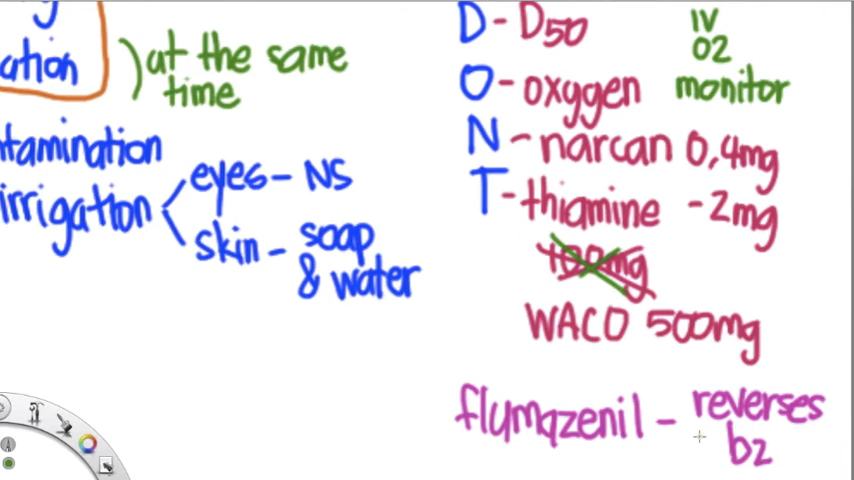 ation ) at the same
time
tamination
irrigation < eyes - NS
skin - soap
& water
D - D50
O - oxygen
N - narcan 0,4mg
T - thiamine - 2mg
100mg
WACO 500mg
flumazenil - reverses
bz
IV
O2
monitor